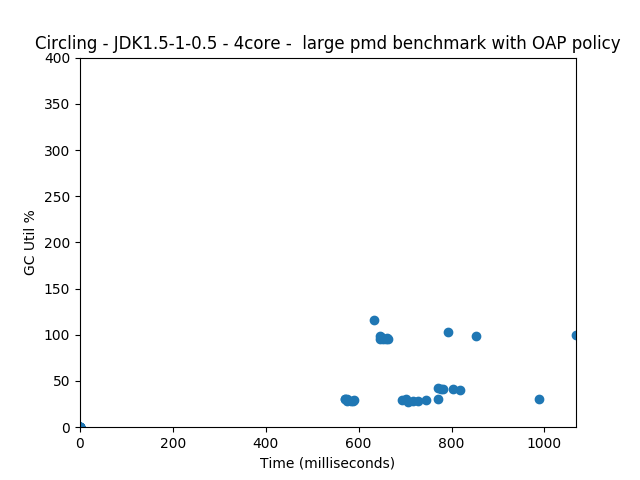 Circling - JDK1.5-1-0.5 - 4core -  large pmd benchmark with OAP policy
400
350
300
250
200
150
100
50
0
GC Util %
0 200 400 600 800 1000
Time (milliseconds)